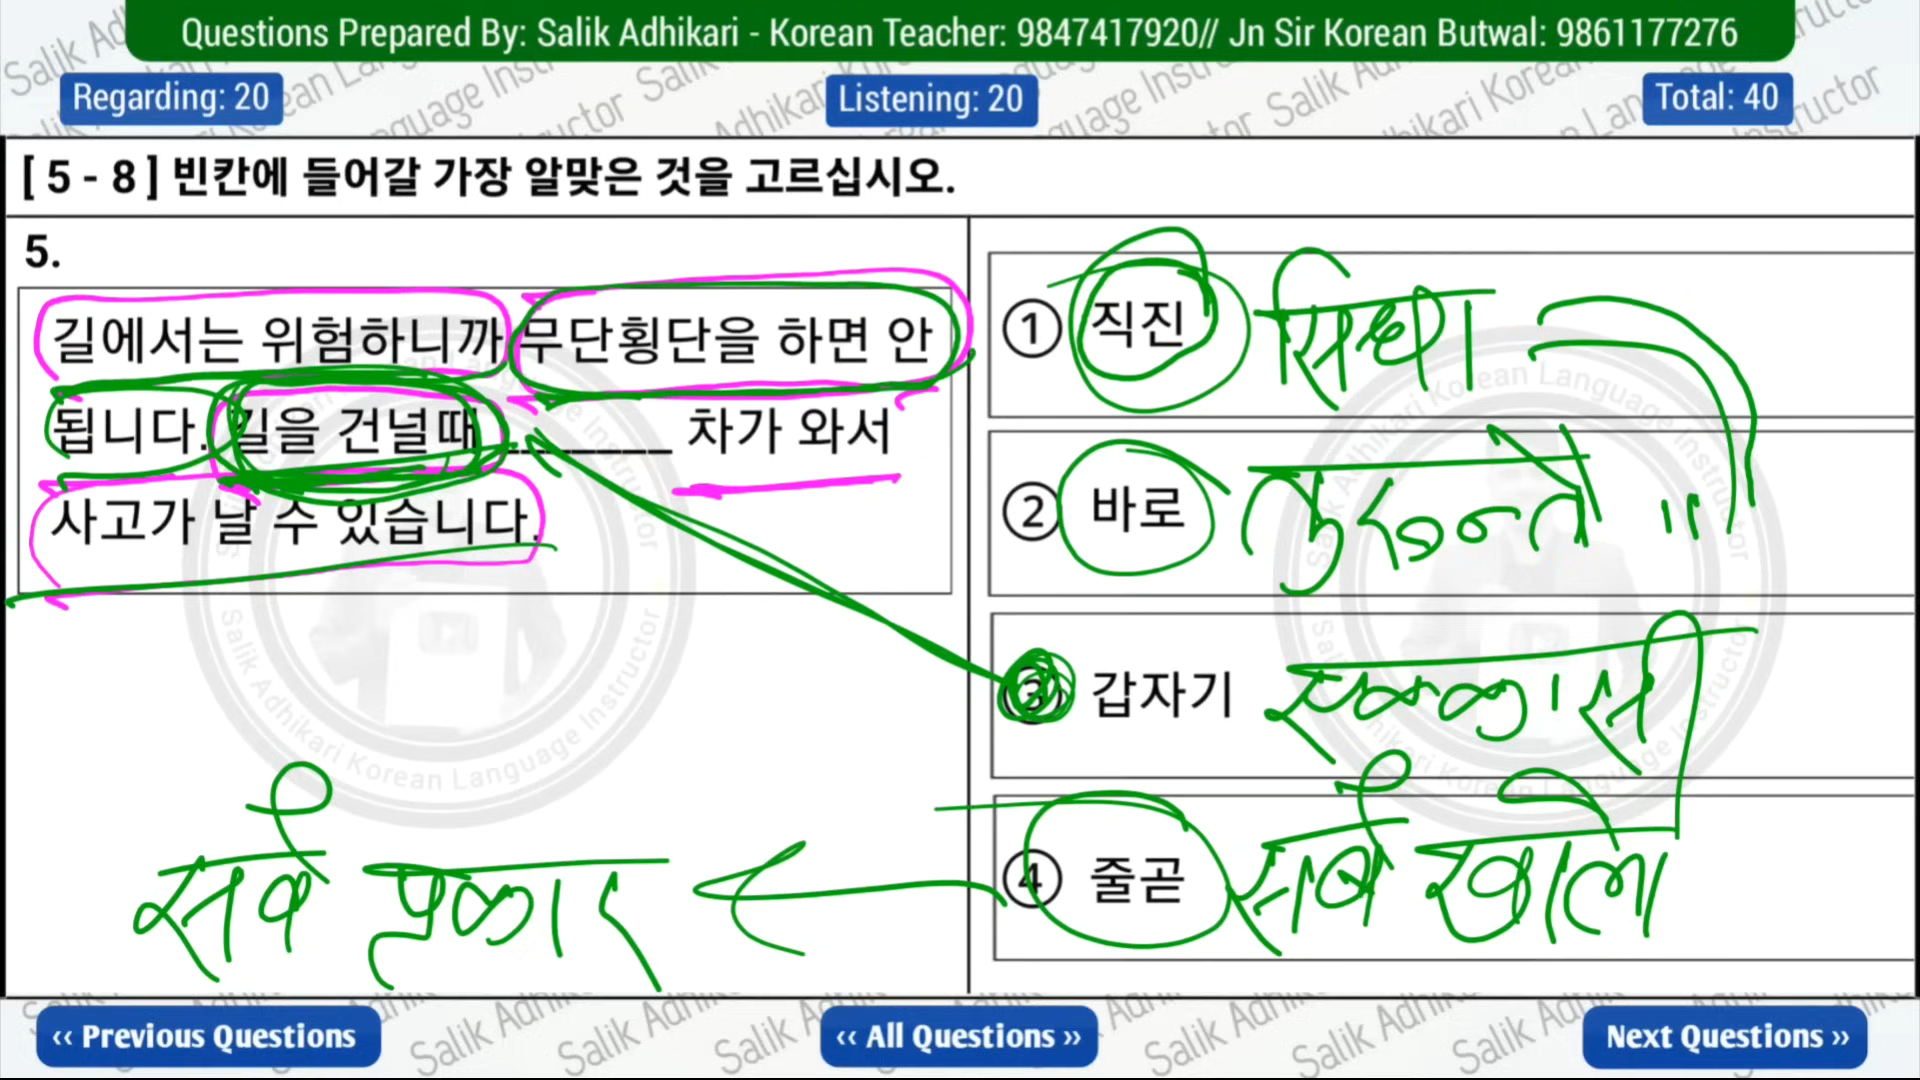 Questions Prepared By: Salik Adhikari - Korean Teacher: 9847417920// Jn Sir Korean Butwal: 9861177276
Regarding: 20
Listening: 20
Total: 40
[ 5 - 8 ] 빈칸에 들어갈 가장 알맞은 것을 고르십시오.
5.
길에서는 위험하니까 무단횡단을 하면 안
됩니다. 길을 건널때 _______ 차가 와서
사고가 날 수 있습니다.
① 직진 सिधा
② 바로
③ 갑자기
④ 줄곧
सबै प्रकार
‹‹ Previous Questions
‹‹ All Questions ››
Next Questions ››